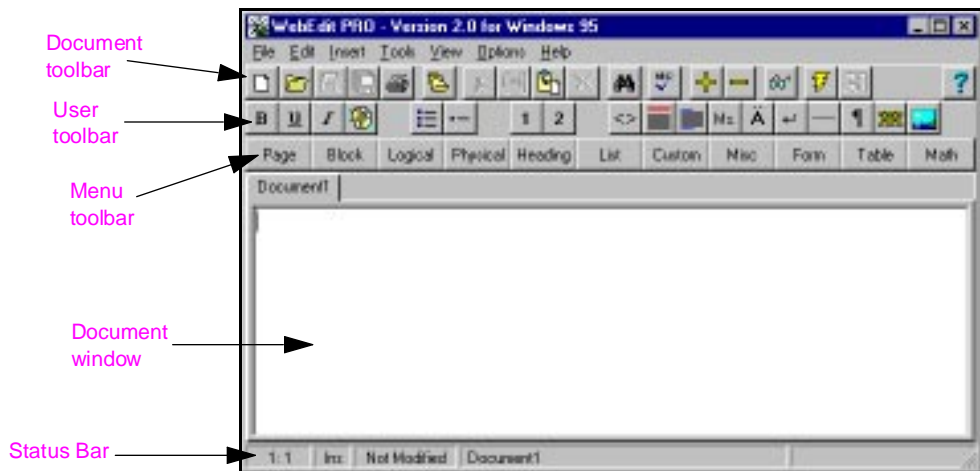 WebEdit PRO - Version 2.0 for Windows 95
File Edit Insert Tools View Options Help
Document
toolbar
ABC
?
User
toolbar
B U I 1 2 <> Ä ¶
Page Block Logical Physical Heading List Custom Misc Form Table Math
Menu
toolbar
Document1
Document
window
Status Bar
1: 1 Ins Not Modified Document1